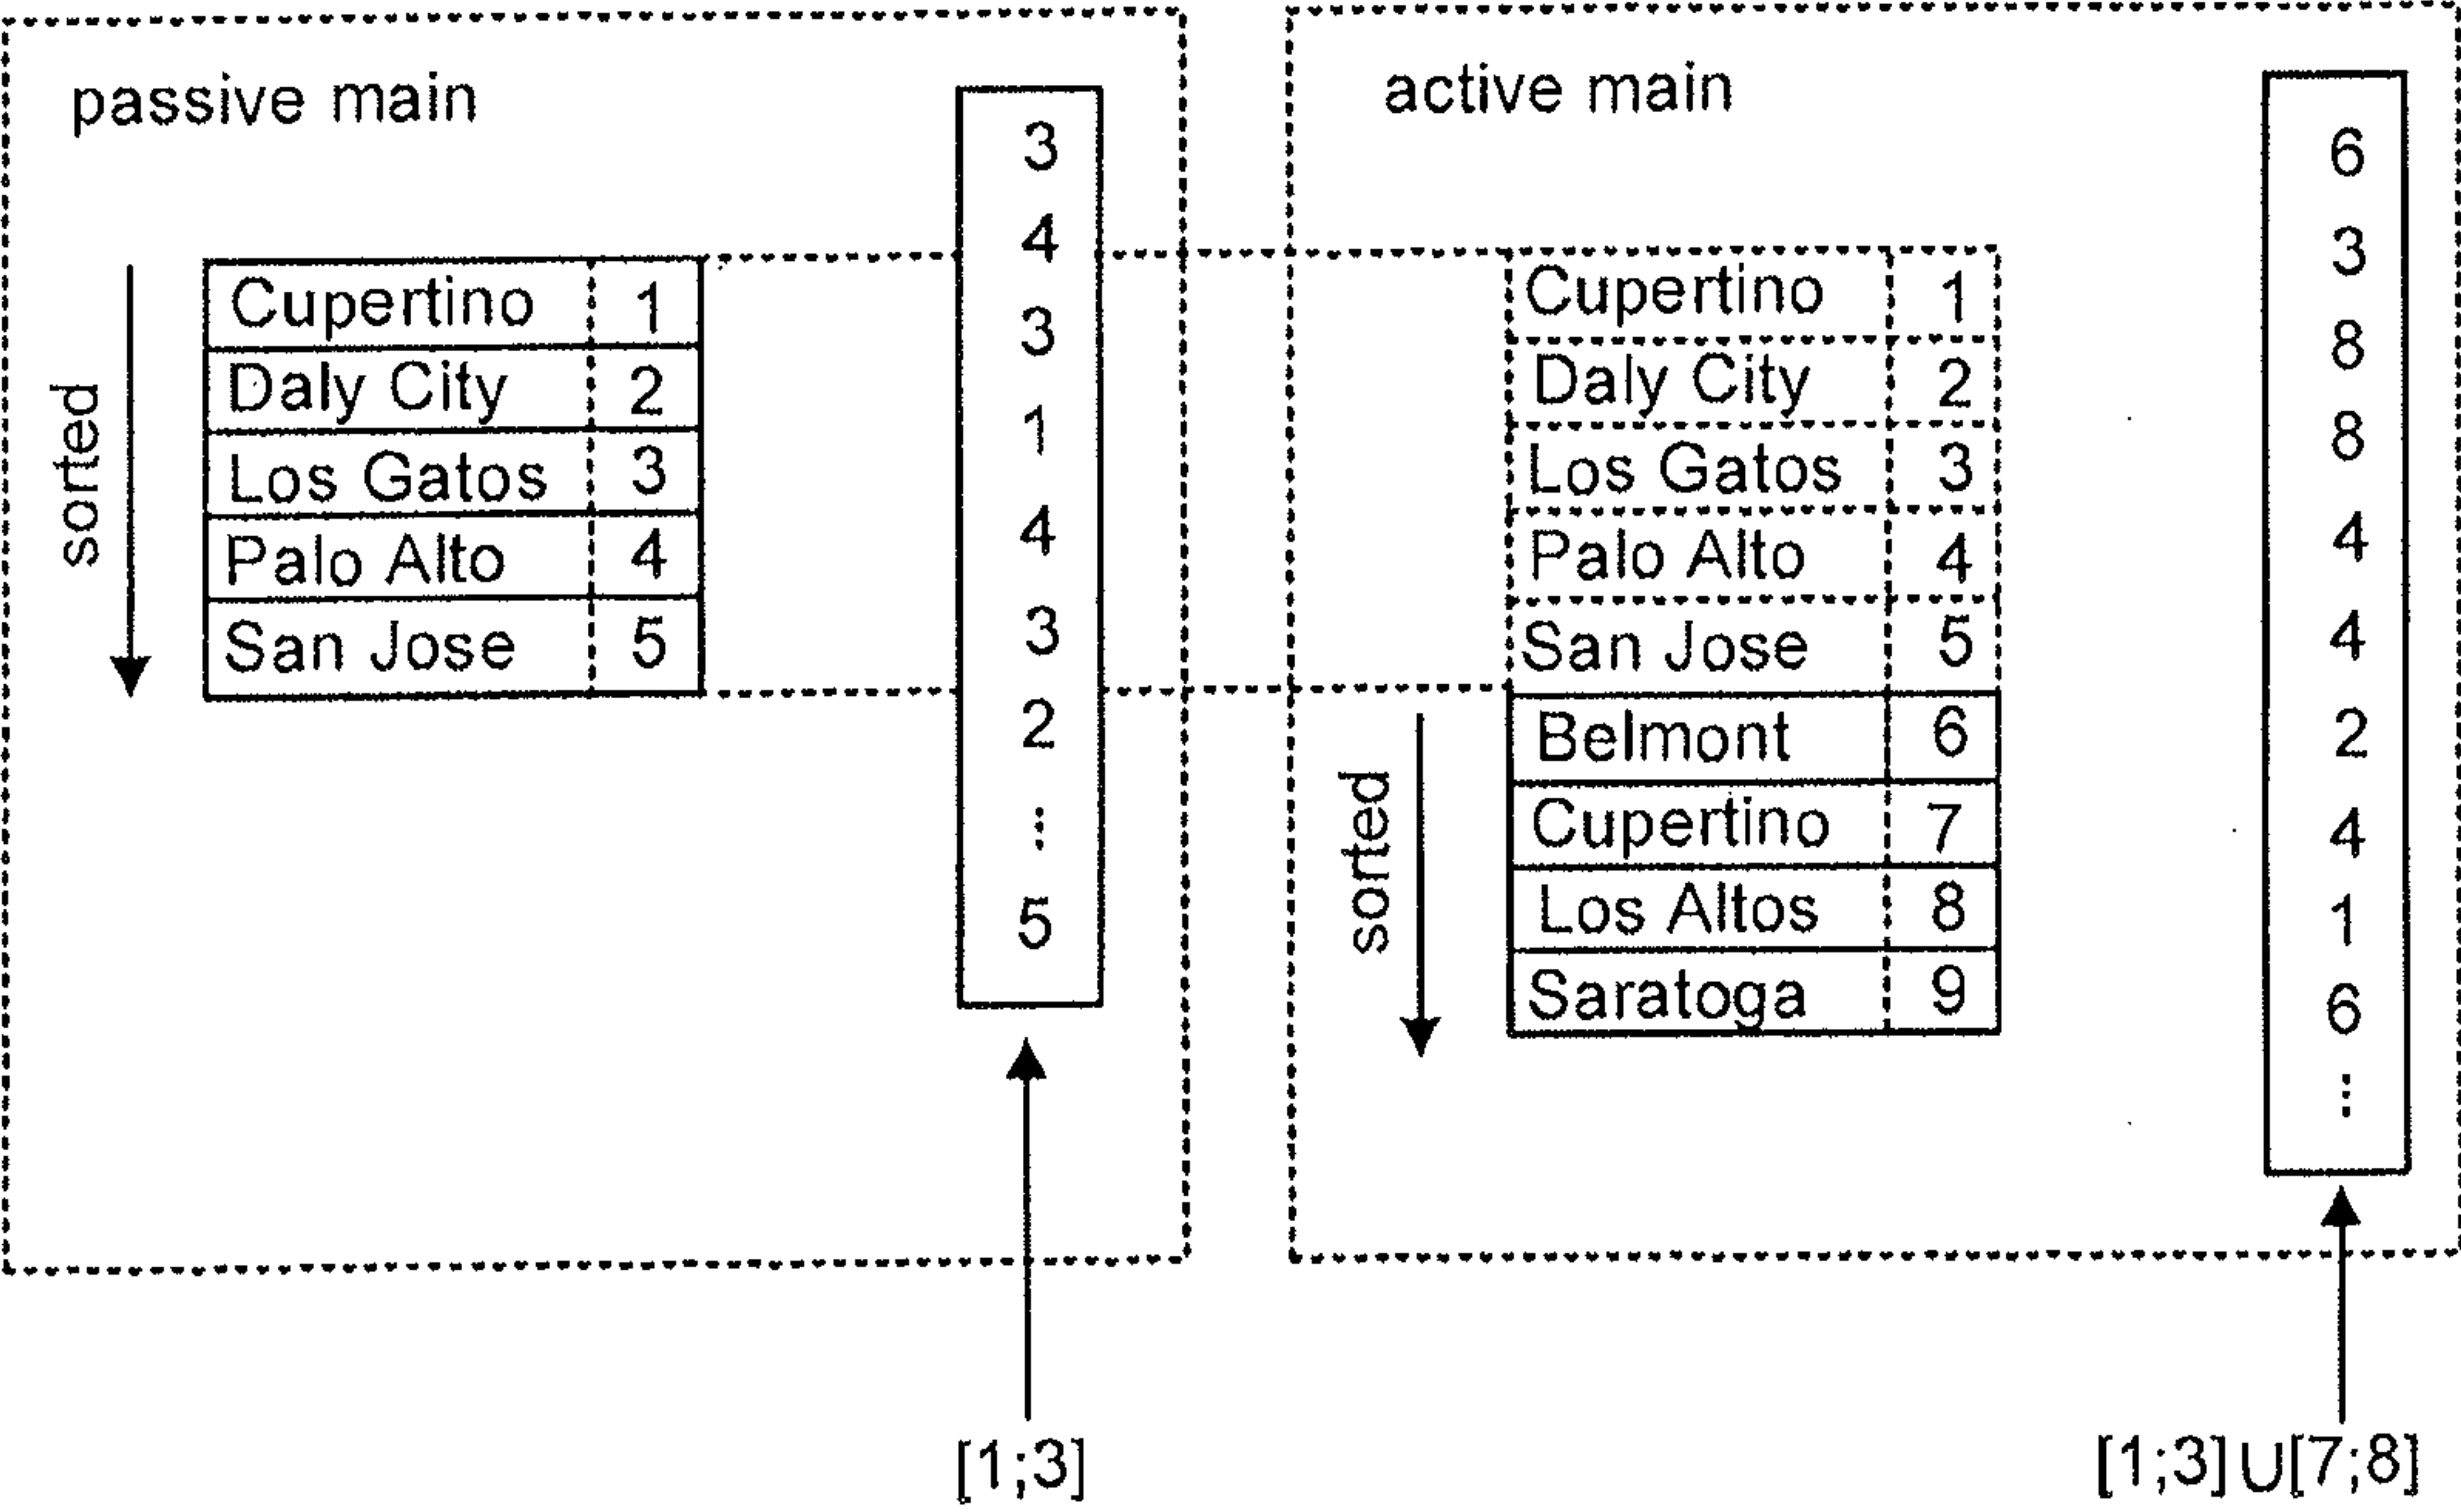 passive main
sorted
Cupertino 1
Daly City 2
Los Gatos 3
Palo Alto 4
San Jose 5
3
4
3
1
4
3
2
⋮
5
[1;3]
active main
Cupertino 1
Daly City 2
Los Gatos 3
Palo Alto 4
San Jose 5
sorted
Belmont 6
Cupertino 7
Los Altos 8
Saratoga 9
6
3
8
8
4
4
2
4
1
6
⋮
[1;3]∪[7;8]